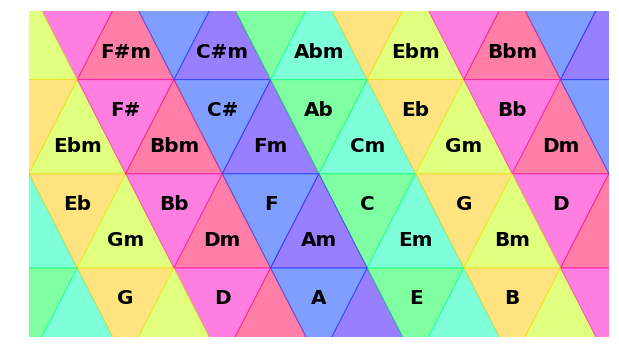 F#m C#m Abm Ebm Bbm
F# C# Ab Eb Bb
Ebm Bbm Fm Cm Gm Dm
Eb Bb F C G D
Gm Dm Am Em Bm
G D A E B